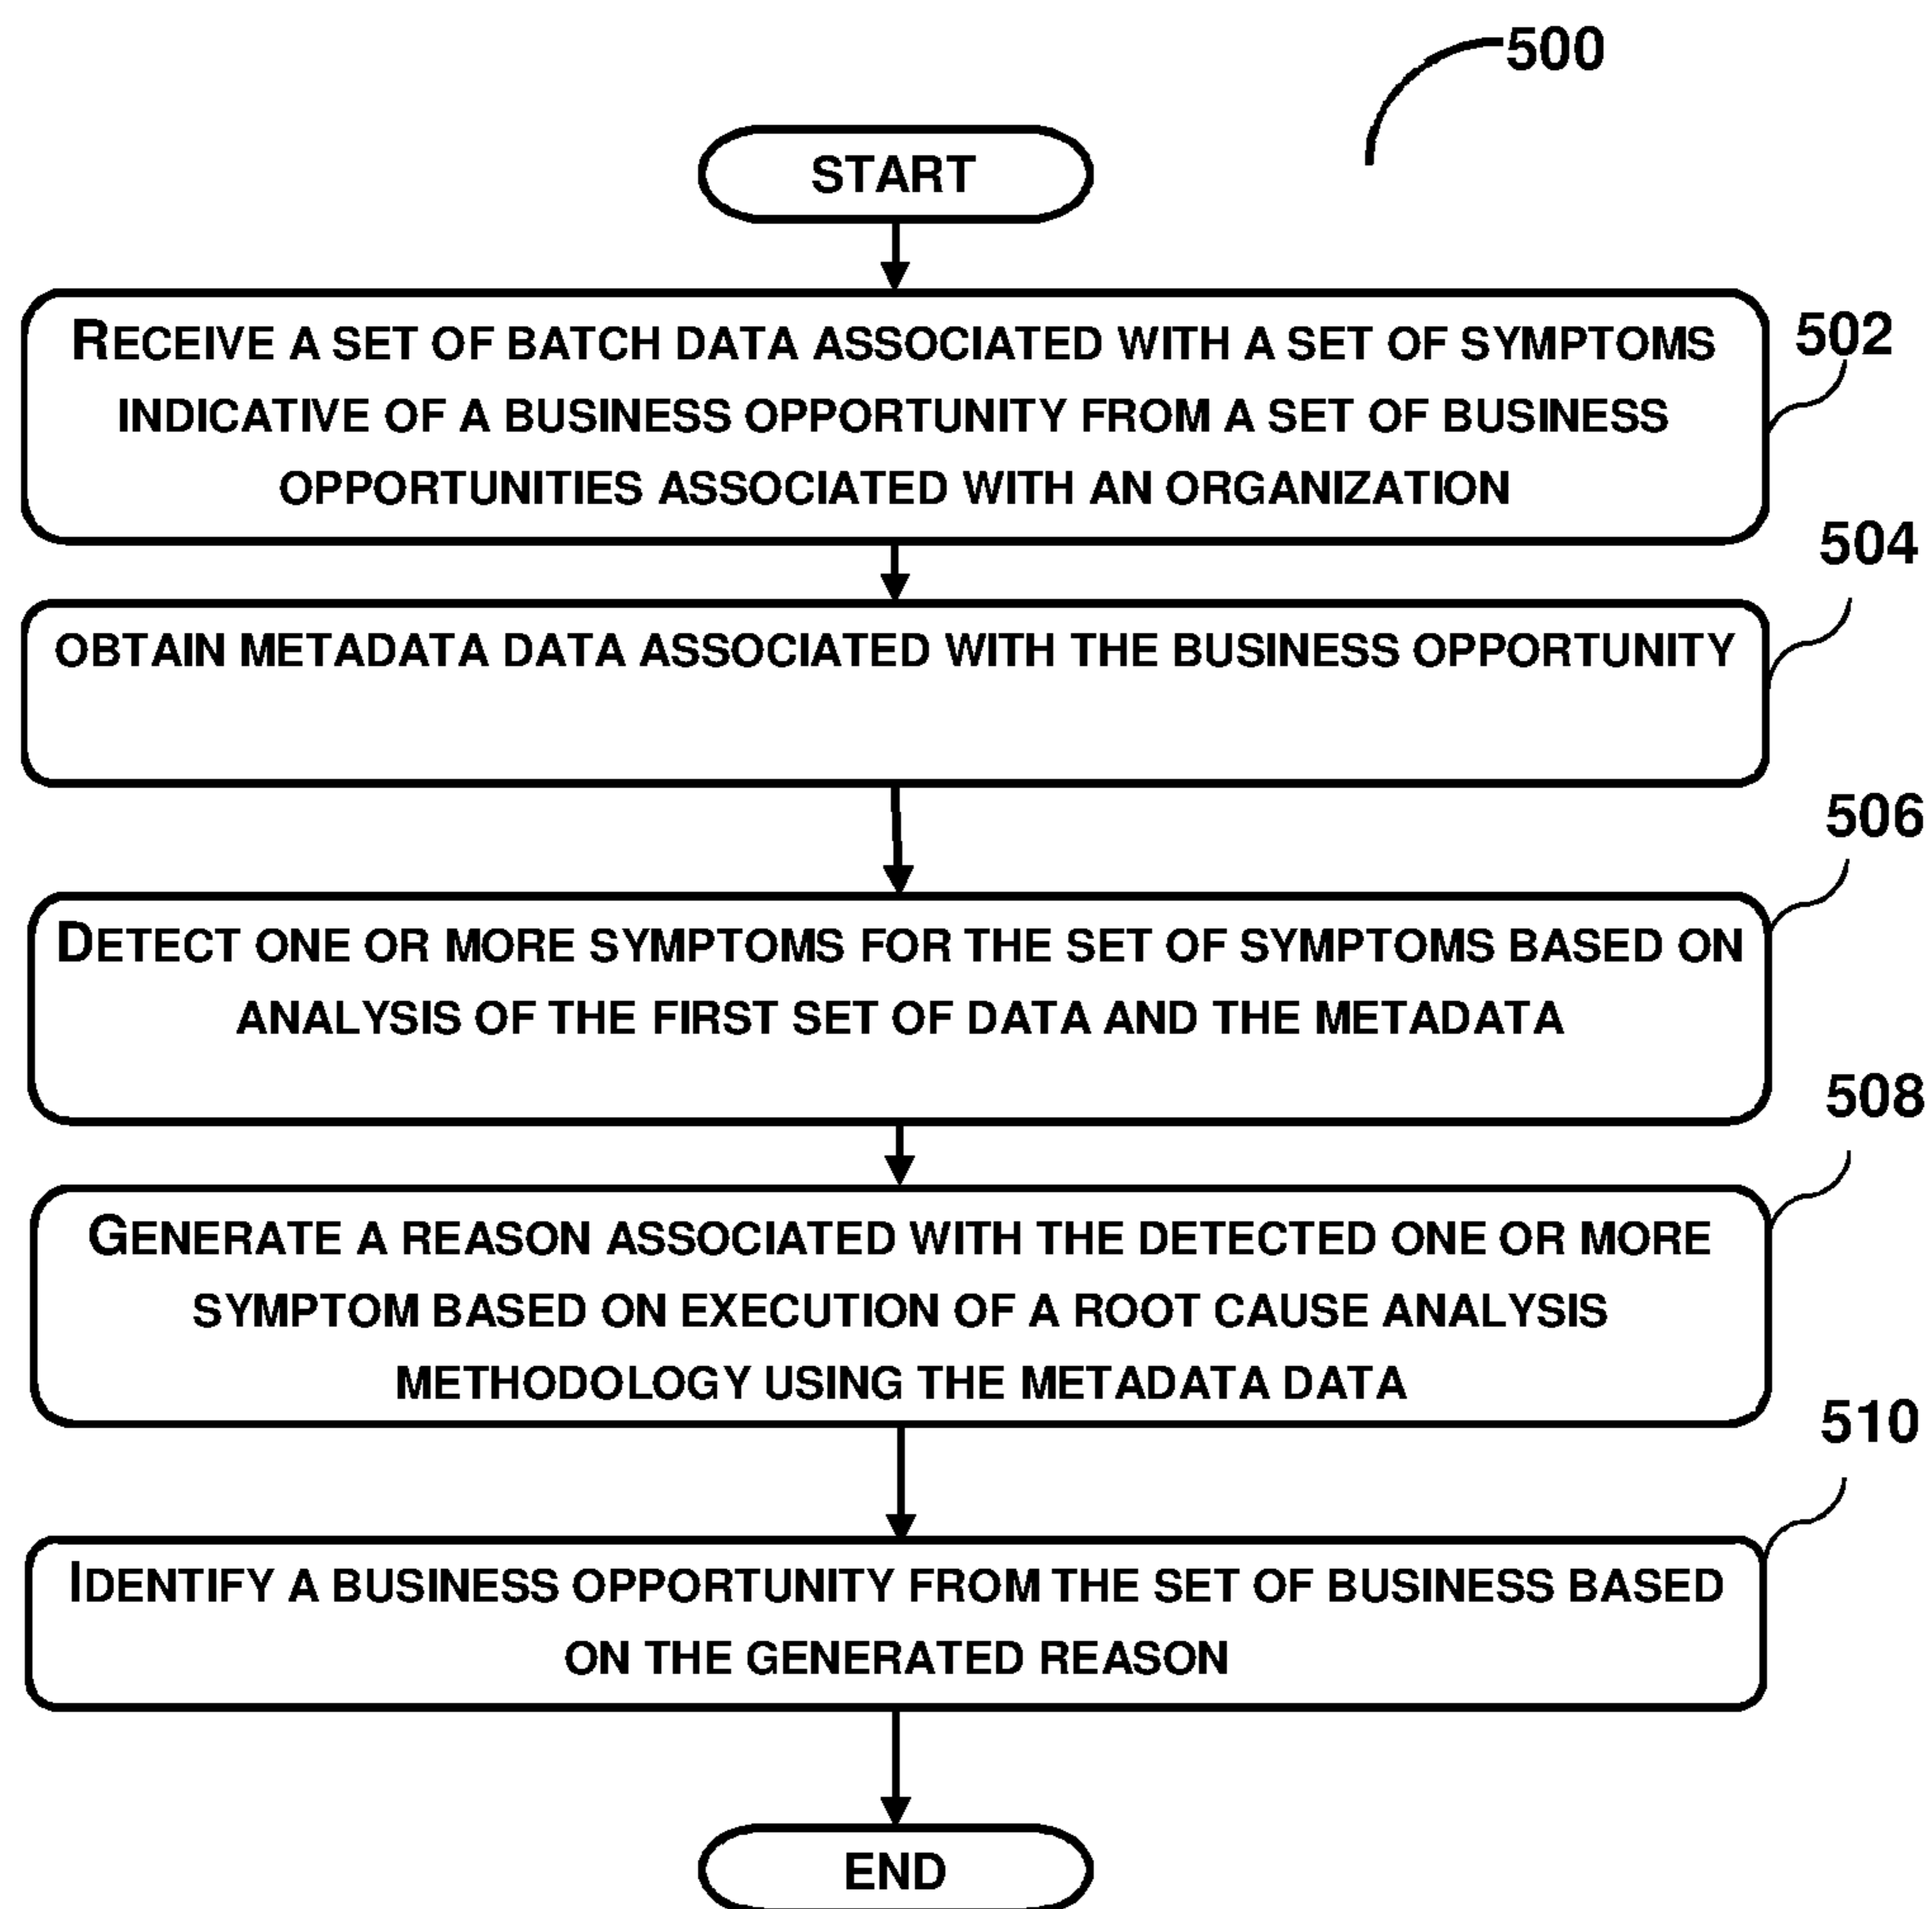 500
START
RECEIVE A SET OF BATCH DATA ASSOCIATED WITH A SET OF SYMPTOMS
INDICATIVE OF A BUSINESS OPPORTUNITY FROM A SET OF BUSINESS
OPPORTUNITIES ASSOCIATED WITH AN ORGANIZATION
502
504
OBTAIN METADATA DATA ASSOCIATED WITH THE BUSINESS OPPORTUNITY
506
DETECT ONE OR MORE SYMPTOMS FOR THE SET OF SYMPTOMS BASED ON
ANALYSIS OF THE FIRST SET OF DATA AND THE METADATA
508
GENERATE A REASON ASSOCIATED WITH THE DETECTED ONE OR MORE
SYMPTOM BASED ON EXECUTION OF A ROOT CAUSE ANALYSIS
METHODOLOGY USING THE METADATA DATA
510
IDENTIFY A BUSINESS OPPORTUNITY FROM THE SET OF BUSINESS BASED
ON THE GENERATED REASON
END